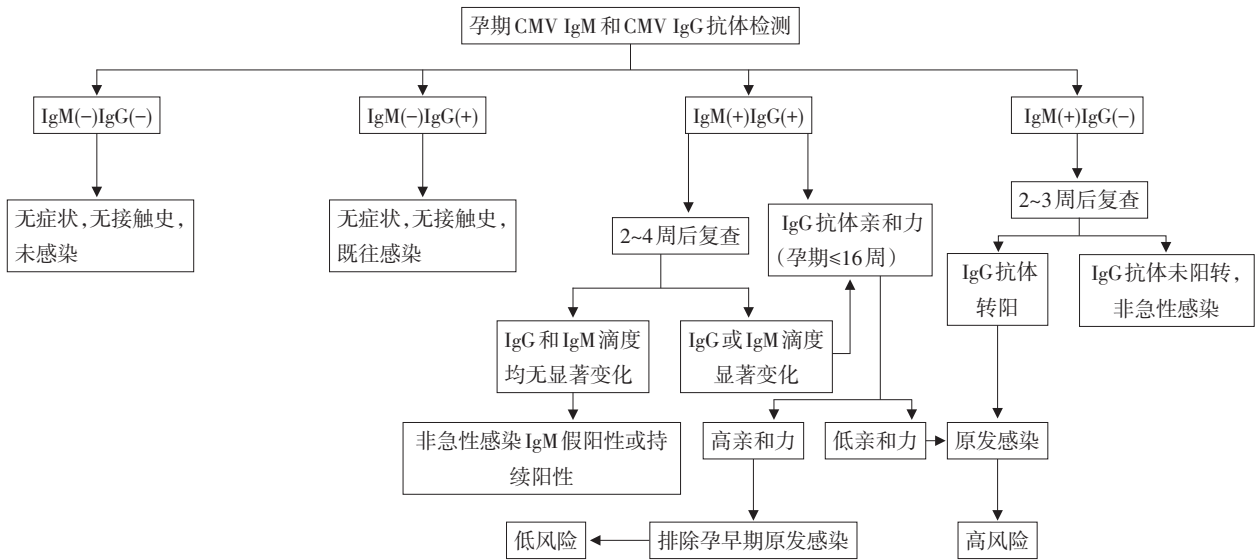 孕期CMV IgM和CMV IgG抗体检测
IgM(−)IgG(−)
IgM(−)IgG(+)
IgM(+)IgG(+)
IgM(+)IgG(−)
无症状,无接触史,
未感染
无症状,无接触史,
既往感染
2~4周后复查
IgG抗体亲和力
(孕期≤16周)
2~3周后复查
IgG抗体
转阳
IgG抗体未阳转,
非急性感染
IgG和IgM滴度
均无显著变化
IgG或IgM滴度
显著变化
非急性感染IgM假阳性或持
续阳性
高亲和力
低亲和力
原发感染
低风险
排除孕早期原发感染
高风险